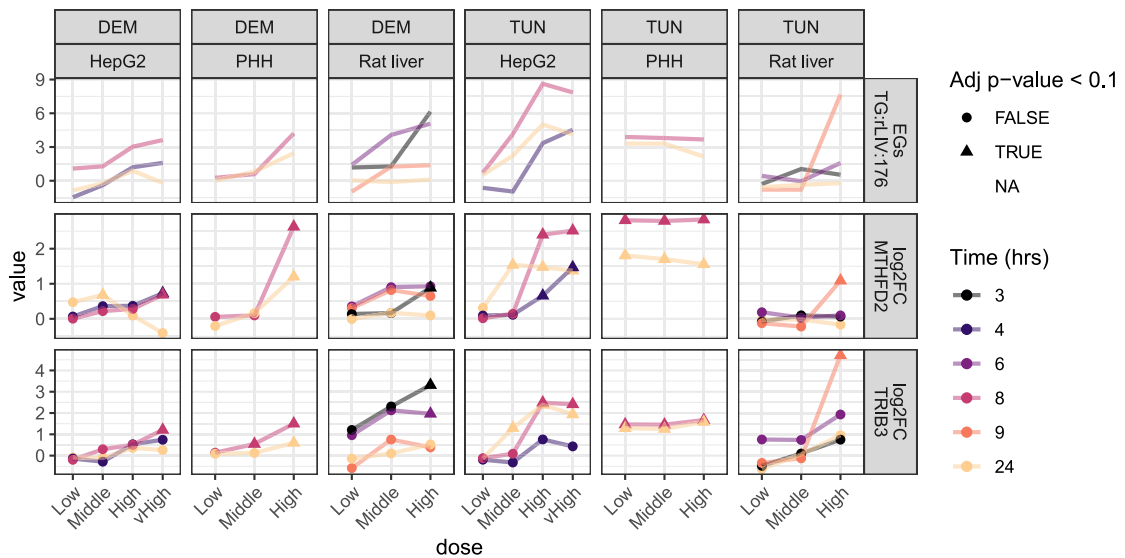 DEM DEM DEM TUN TUN TUN
HepG2 PHH Rat liver HepG2 PHH Rat liver
9
6
3
0
EGs
TG:rLIV:176
2
1
0
log2FC
MTHFD2
4
3
2
1
0
log2FC
TRIB3
value
Low Middle High vHigh Low Middle High Low Middle High Low Middle High vHigh Low Middle High Low Middle High
dose
Adj p-value < 0.1
FALSE
TRUE
NA
Time (hrs)
3
4
6
8
9
24